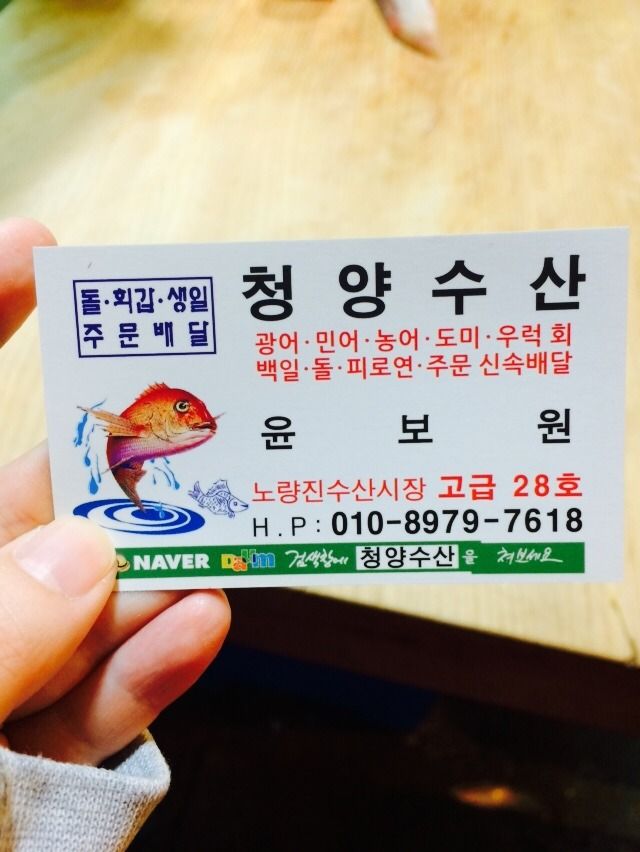 돌·회갑·생일
주문배달
청양수산
광어·민어·농어·도미·우럭 회
백일·돌·피로연·주문 신속배달
윤보원
노량진수산시장 고급 28호
H.P: 010-8979-7618
NAVER Daum 검색창에 청양수산을 쳐보세요